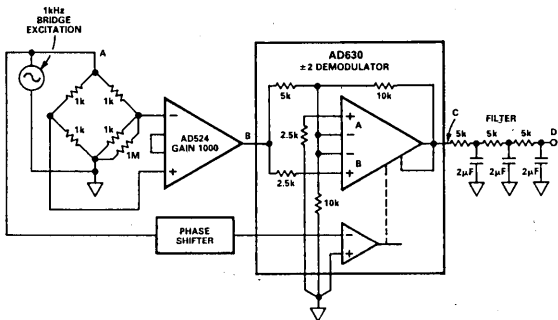 1kHz
BRIDGE
EXCITATION
A
1k
1k
1k
1k
1M
−
+
AD524
GAIN 1000
B
AD630
±2 DEMODULATOR
5k
10k
2.5k
2.5k
10k
+
A
−
−
B
+
−
+
PHASE
SHIFTER
C
FILTER
5k
5k
5k
D
2μF
2μF
2μF